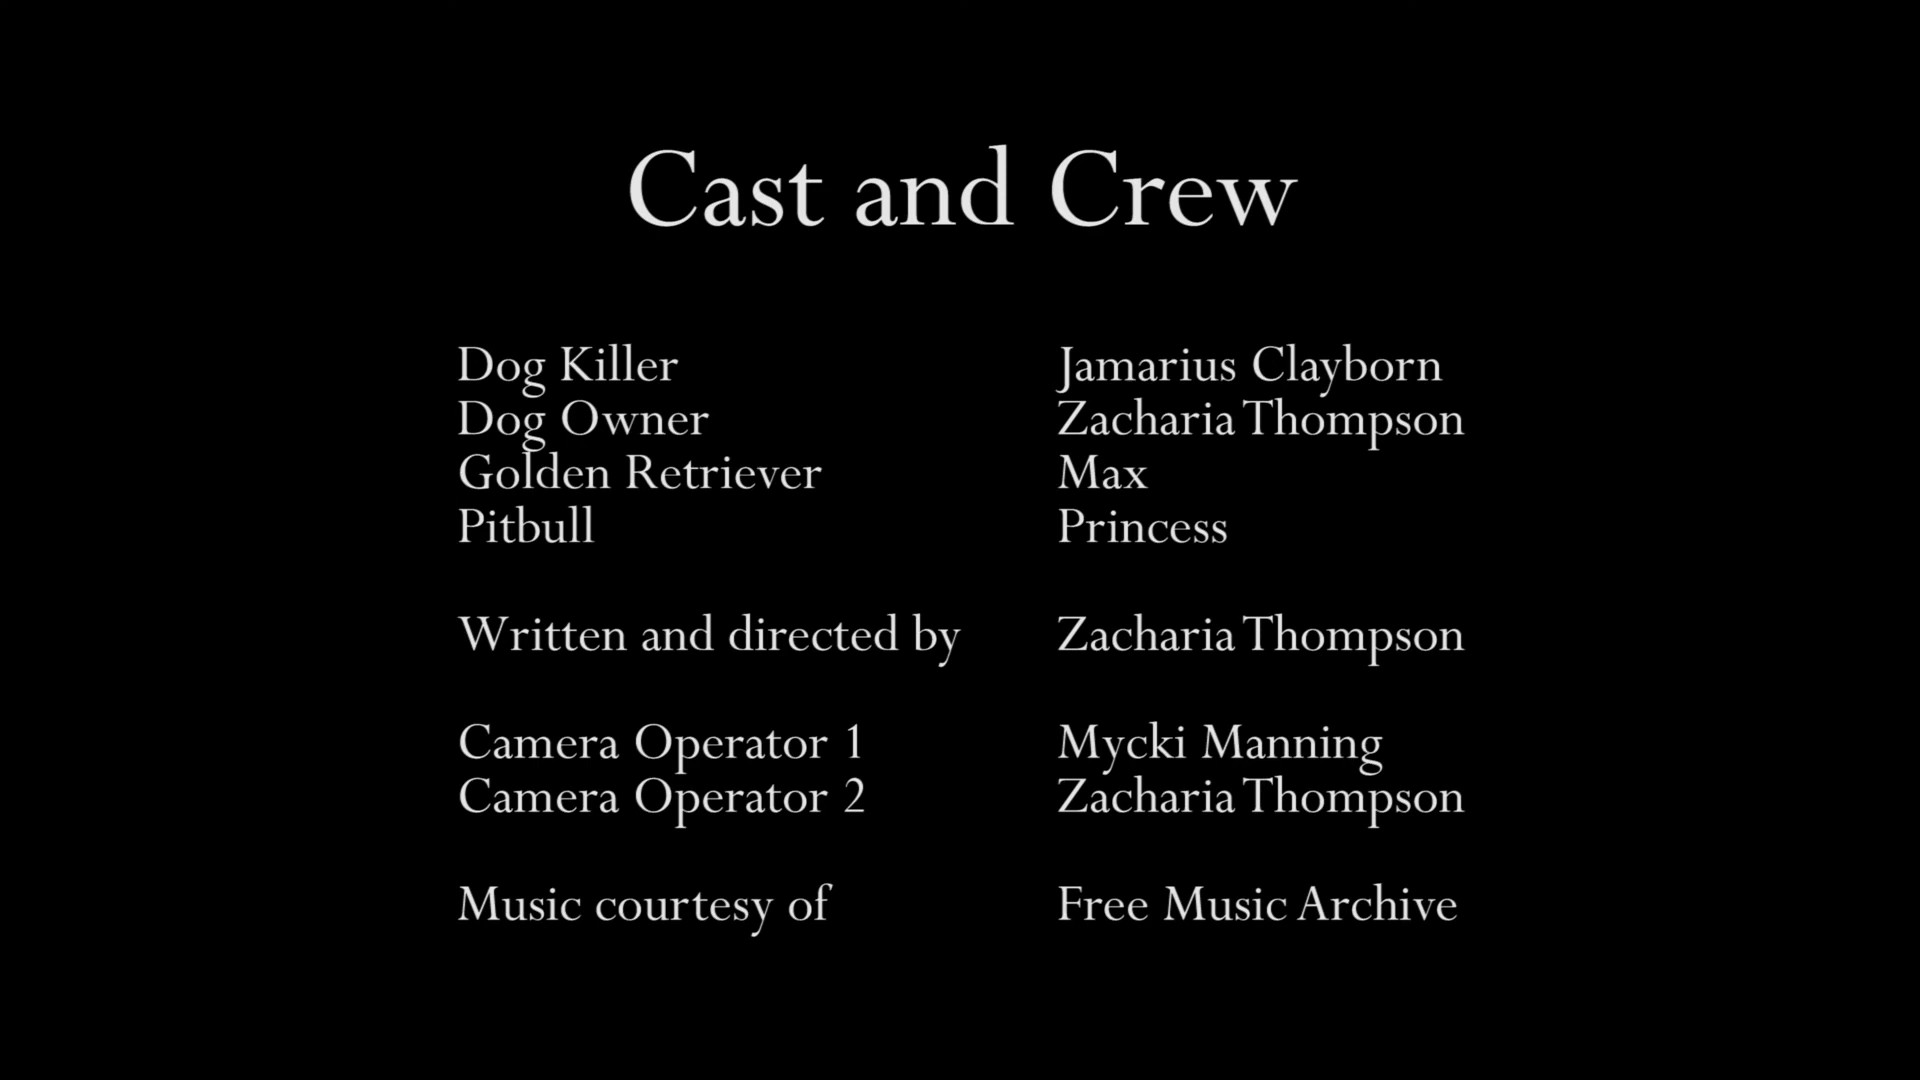 Cast and Crew
Dog Killer Jamarius Clayborn
Dog Owner Zacharia Thompson
Golden Retriever Max
Pitbull Princess
Written and directed by Zacharia Thompson
Camera Operator 1 Mycki Manning
Camera Operator 2 Zacharia Thompson
Music courtesy of Free Music Archive